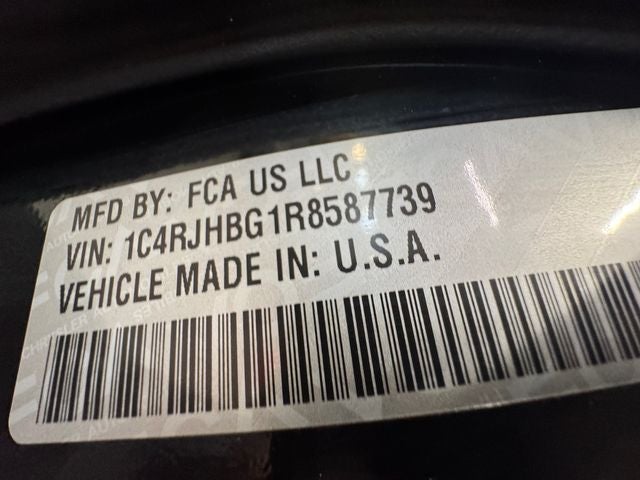 MFD BY: FCA US LLC
VIN: 1C4RJHBG1R8587739
VEHICLE MADE IN: U.S.A.